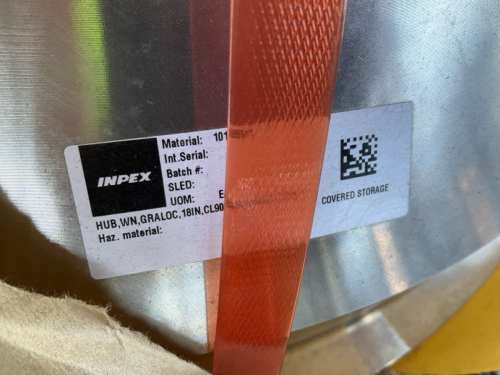 INPEX
Material: 101
Int.Serial:
Batch #:
SLED:
UOM: E
HUB,WN,GRALOC,18IN,CL90
Haz. material:
COVERED STORAGE